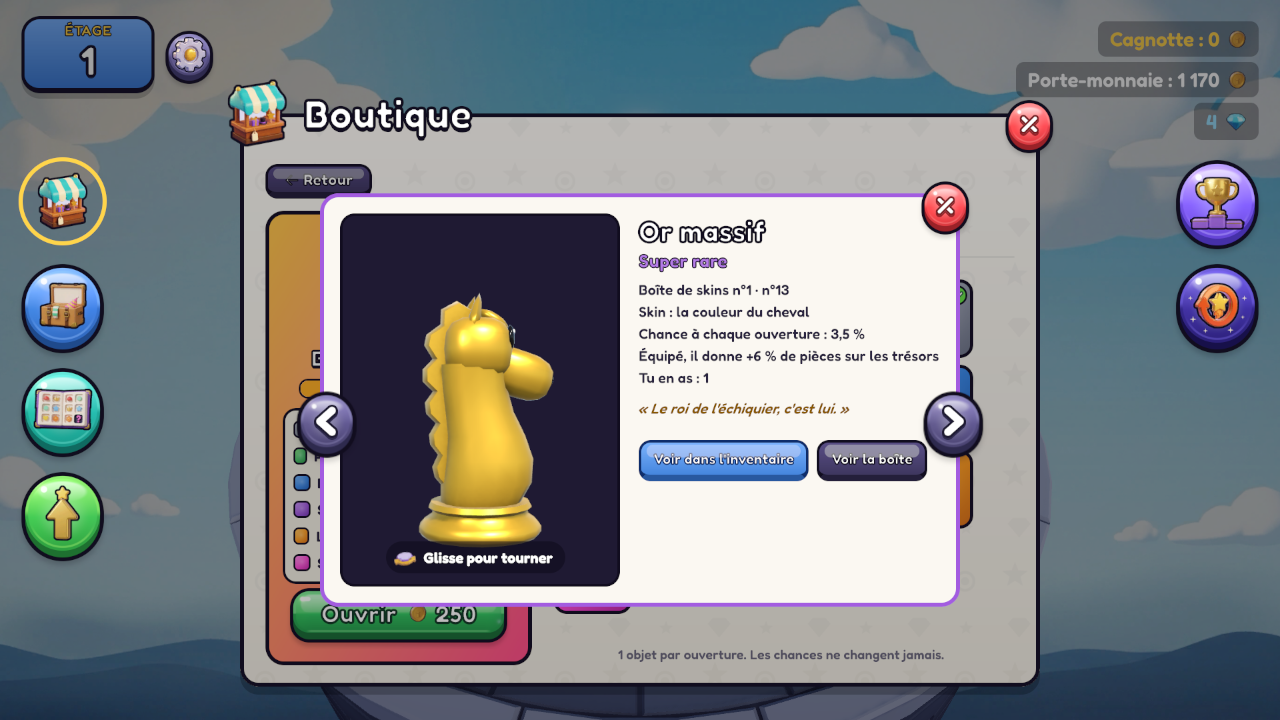 ÉTAGE
1
Cagnotte : 0
Porte-monnaie : 1 170
4
Boutique
← Retour
Or massif
Super rare
Boîte de skins n°1 · n°13
Skin : la couleur du cheval
Chance à chaque ouverture : 3,5 %
Équipé, il donne +6 % de pièces sur les trésors
Tu en as : 1
« Le roi de l'échiquier, c'est lui. »
Voir dans l'inventaire
Voir la boîte
Glisse pour tourner
Ouvrir 250
1 objet par ouverture. Les chances ne changent jamais.